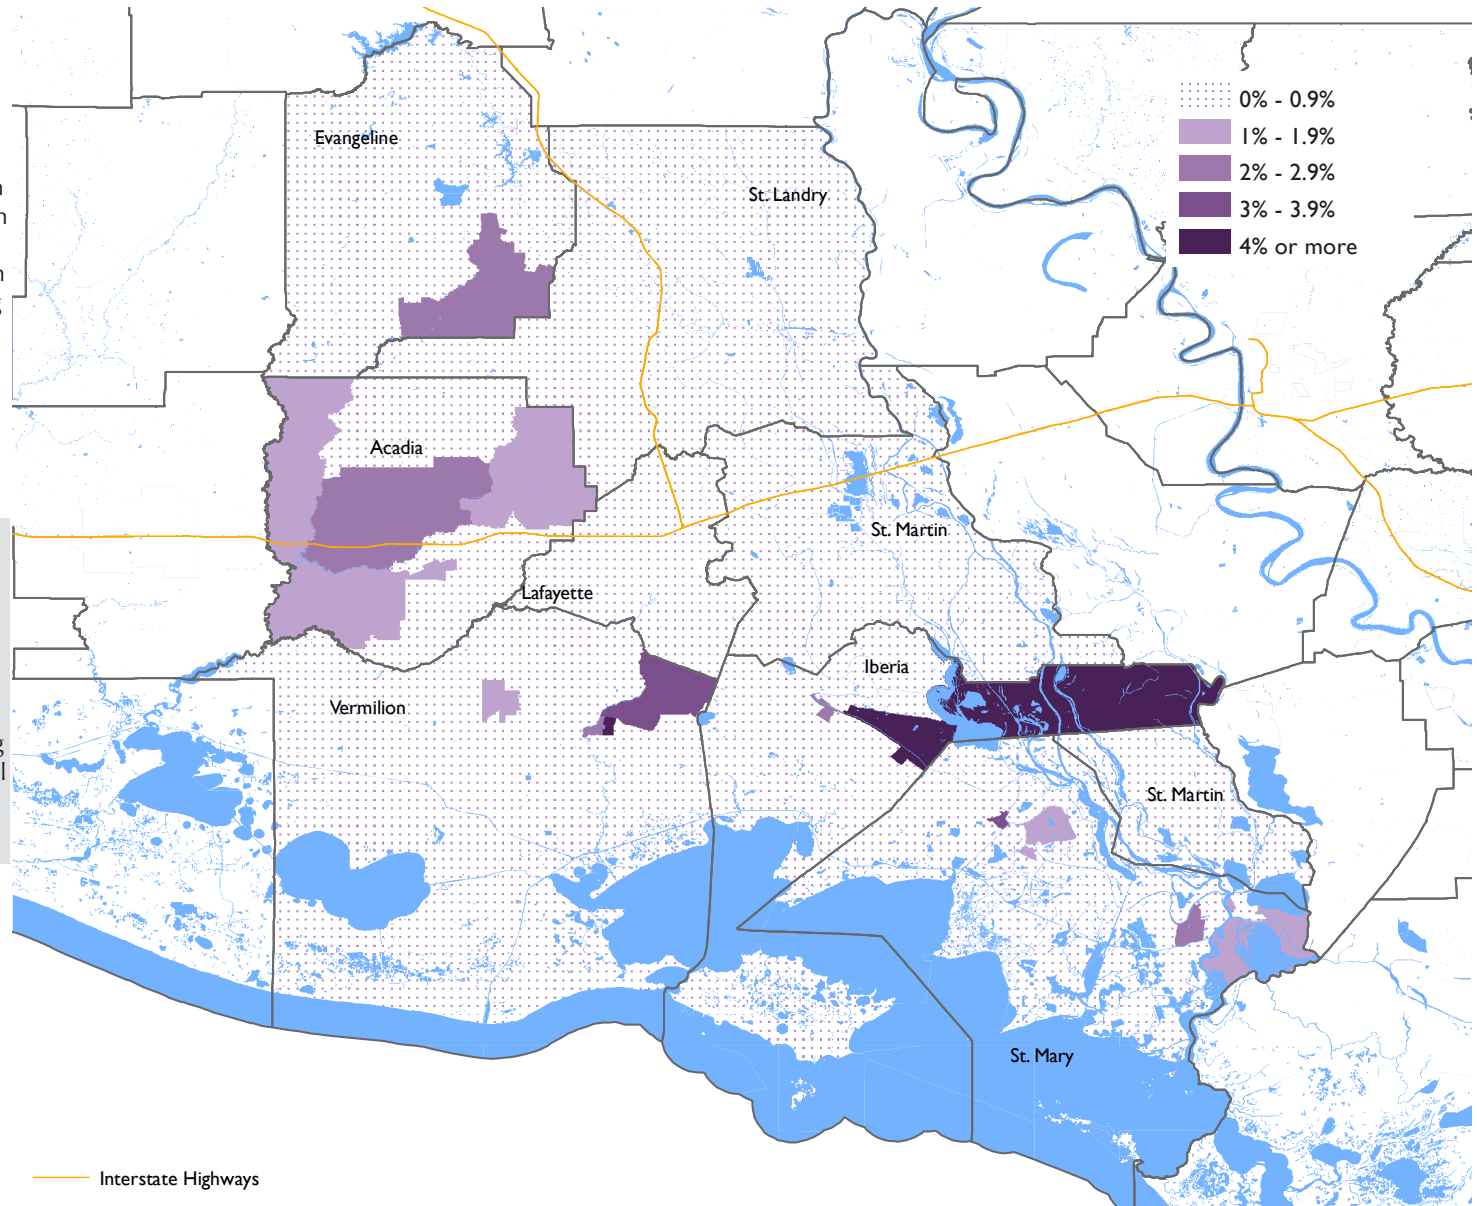 0% - 0.9%
1% - 1.9%
2% - 2.9%
3% - 3.9%
4% or more
Evangeline
St. Landry
Acadia
St. Martin
Lafayette
Iberia
Vermilion
St. Martin
St. Mary
Interstate Highways